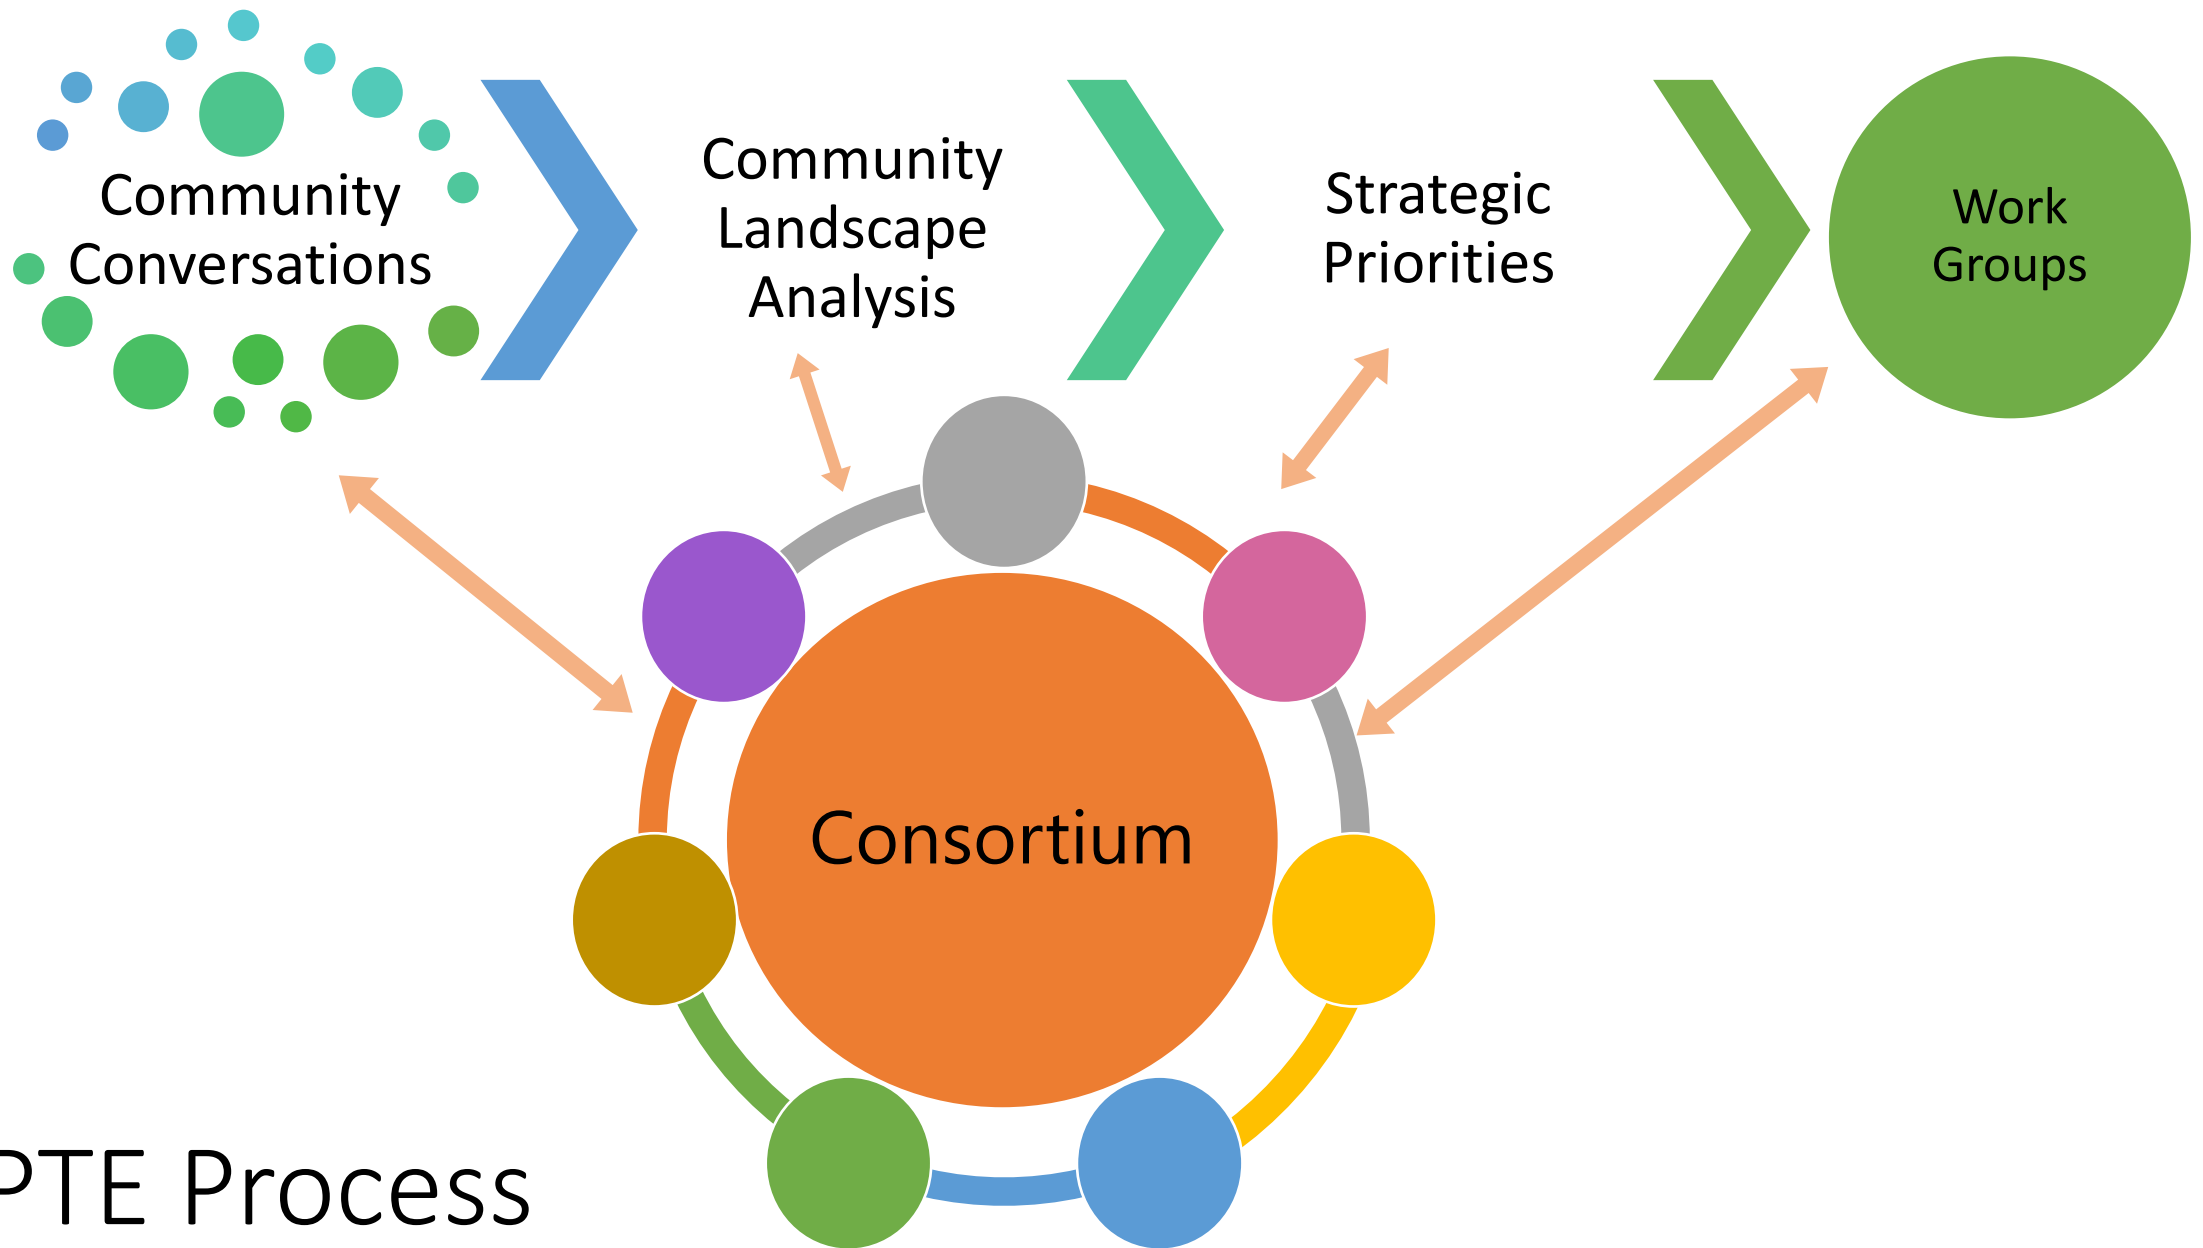 Community
Conversations
Community
Landscape
Analysis
Strategic
Priorities
Work
Groups
Consortium
PTE Process